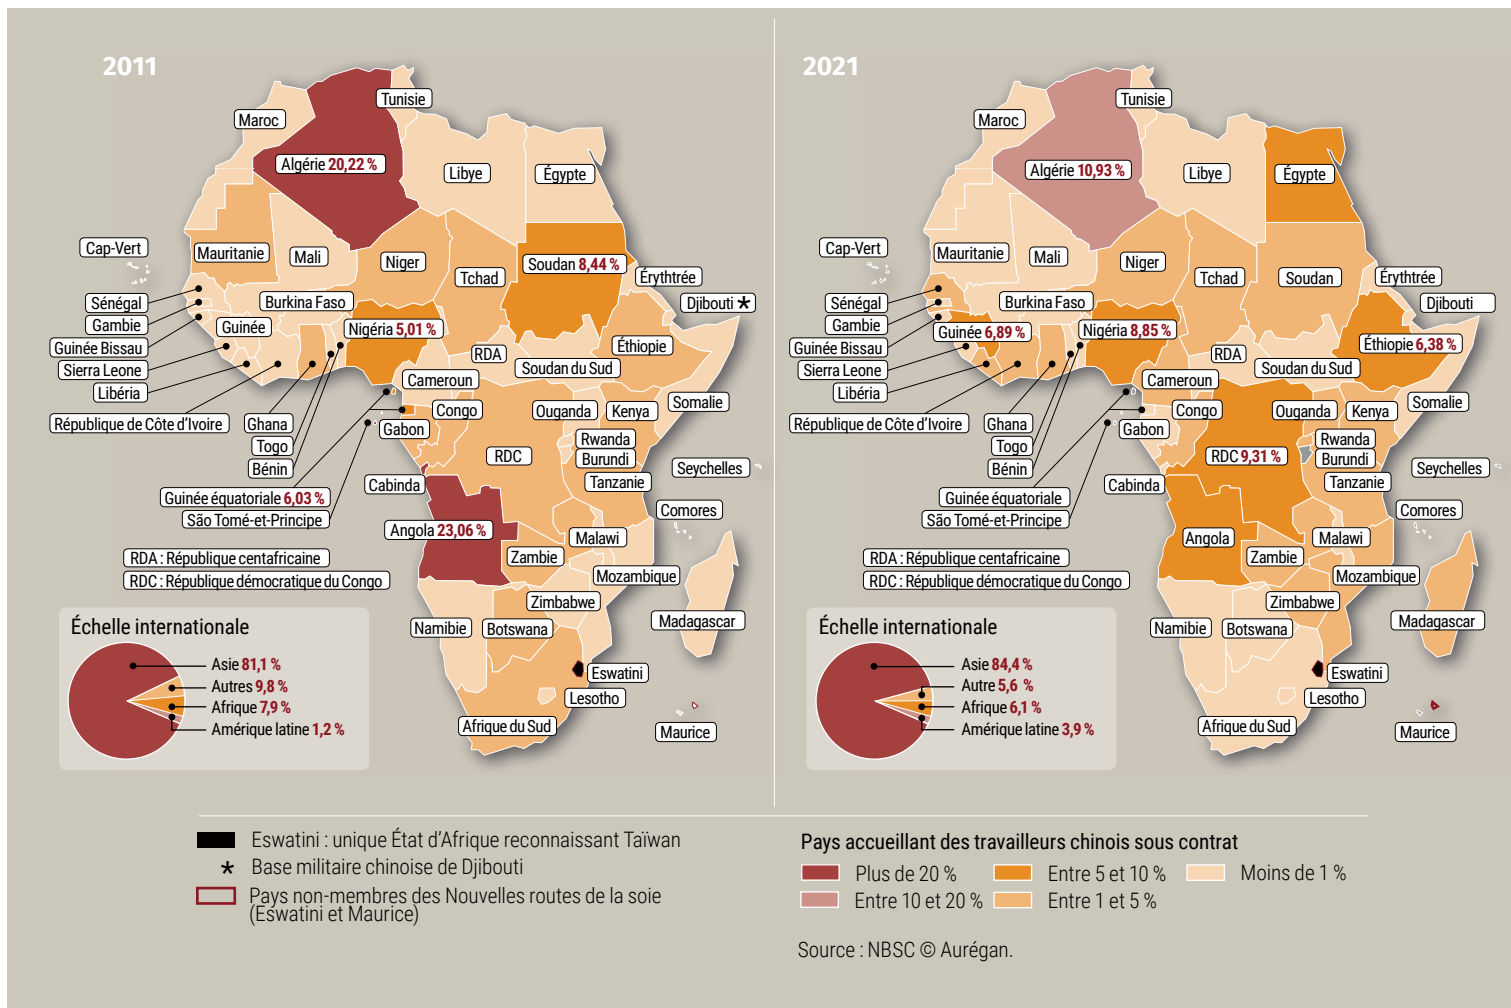 2011
Tunisie
Maroc
Algérie 20,22 %
Libye
Égypte
Cap-Vert
Mauritanie
Mali
Niger
Tchad
Soudan 8,44 %
Érythtrée
Djibouti *
Sénégal
Burkina Faso
Gambie
Guinée
Nigéria 5,01 %
Guinée Bissau
Éthiopie
RDA
Sierra Leone
Soudan du Sud
Cameroun
Libéria
Somalie
République de Côte d'Ivoire
Ghana
Congo
Ouganda
Kenya
Gabon
Togo
Rwanda
Bénin
RDC
Burundi
Seychelles
Cabinda
Tanzanie
Guinée équatoriale 6,03 %
São Tomé-et-Principe
Comores
Angola 23,06 %
Malawi
RDA : République centafricaine
Zambie
RDC : République démocratique du Congo
Mozambique
Zimbabwe
Madagascar
Namibie
Botswana
Eswatini
Lesotho
Afrique du Sud
Maurice
Échelle internationale
Asie 81,1 %
Autres 9,8 %
Afrique 7,9 %
Amérique latine 1,2 %
2021
Tunisie
Maroc
Algérie 10,93 %
Libye
Égypte
Cap-Vert
Mauritanie
Mali
Niger
Tchad
Soudan
Érythtrée
Djibouti
Sénégal
Burkina Faso
Gambie
Guinée 6,89 %
Nigéria 8,85 %
Guinée Bissau
Éthiopie 6,38 %
RDA
Sierra Leone
Soudan du Sud
Cameroun
Libéria
Somalie
République de Côte d'Ivoire
Ghana
Congo
Ouganda
Kenya
Gabon
Togo
Rwanda
Bénin
RDC 9,31 %
Burundi
Seychelles
Cabinda
Tanzanie
Guinée équatoriale
São Tomé-et-Principe
Comores
Angola
Malawi
RDA : République centafricaine
Zambie
RDC : République démocratique du Congo
Mozambique
Zimbabwe
Madagascar
Namibie
Botswana
Eswatini
Lesotho
Afrique du Sud
Maurice
Échelle internationale
Asie 84,4 %
Autre 5,6 %
Afrique 6,1 %
Amérique latine 3,9 %
Eswatini : unique État d'Afrique reconnaissant Taïwan
* Base militaire chinoise de Djibouti
Pays non-membres des Nouvelles routes de la soie
(Eswatini et Maurice)
Pays accueillant des travailleurs chinois sous contrat
Plus de 20 %
Entre 5 et 10 %
Moins de 1 %
Entre 10 et 20 %
Entre 1 et 5 %
Source : NBSC © Aurégan.